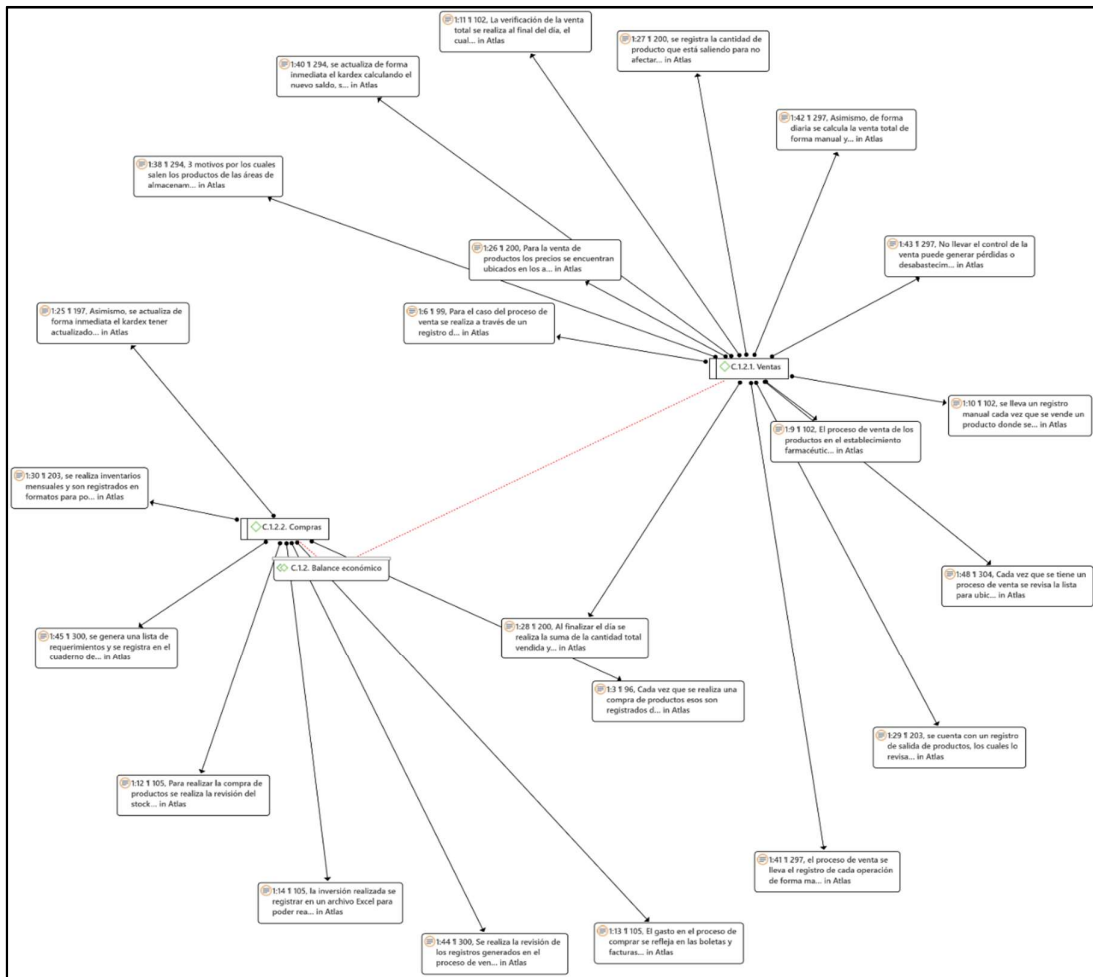 1:11 ¶ 102, La verificación de la venta
total se realiza al final del día, el
cual... in Atlas
1:27 ¶ 200, se registra la cantidad de
producto que está saliendo para no
afectar... in Atlas
1:40 ¶ 294, se actualiza de forma
inmediata el kardex calculando el
nuevo saldo, s... in Atlas
1:42 ¶ 297, Asimismo, de forma
diaria se calcula la venta total de
forma manual y... in Atlas
1:38 ¶ 294, 3 motivos por los cuales
salen los productos de las áreas de
almacenam... in Atlas
1:26 ¶ 200, Para la venta de
productos los precios se encuentran
ubicados en los a... in Atlas
1:43 ¶ 297, No llevar el control de la
venta puede generar pérdidas o
desabastecim... in Atlas
1:25 ¶ 197, Asimismo, se actualiza de
forma inmediata el kardex tener
actualizado... in Atlas
1:6 ¶ 99, Para el caso del proceso de
venta se realiza a través de un
registro d... in Atlas
C.1.2.1. Ventas
1:10 ¶ 102, se lleva un registro
manual cada vez que se vende un
producto donde se... in Atlas
1:9 ¶ 102, El proceso de venta de los
productos en el establecimiento
farmacéutic... in Atlas
1:30 ¶ 203, se realiza inventarios
mensuales y son registrados en
formatos para po... in Atlas
C.1.2.2. Compras
C.1.2. Balance económico
1:48 ¶ 304, Cada vez que se tiene un
proceso de venta se revisa la lista
para ubic... in Atlas
1:45 ¶ 300, se genera una lista de
requerimientos y se registra en el
cuaderno de... in Atlas
1:28 ¶ 200, Al finalizar el día se
realiza la suma de la cantidad total
vendida y... in Atlas
1:3 ¶ 96, Cada vez que se realiza una
compra de productos esos son
registrados d... in Atlas
1:29 ¶ 203, se cuenta con un registro
de salida de productos, los cuales lo
revisa... in Atlas
1:12 ¶ 105, Para realizar la compra de
productos se realiza la revisión del
stock... in Atlas
1:41 ¶ 297, el proceso de venta se
lleva el registro de cada operación
de forma ma... in Atlas
1:14 ¶ 105, la inversión realizada se
registrar en un archivo Excel para
poder rea... in Atlas
1:44 ¶ 300, Se realiza la revisión de
los registros generados en el
proceso de ven... in Atlas
1:13 ¶ 105, El gasto en el proceso de
comprar se refleja en las boletas y
facturas... in Atlas